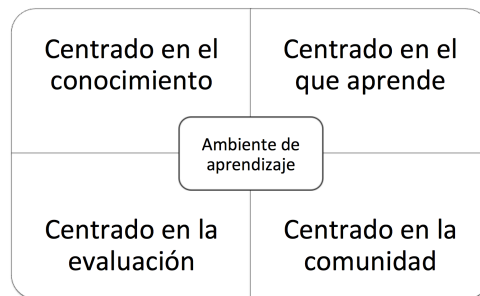 Centrado en el
conocimiento
Centrado en el
que aprende
Ambiente de
aprendizaje
Centrado en la
evaluación
Centrado en la
comunidad